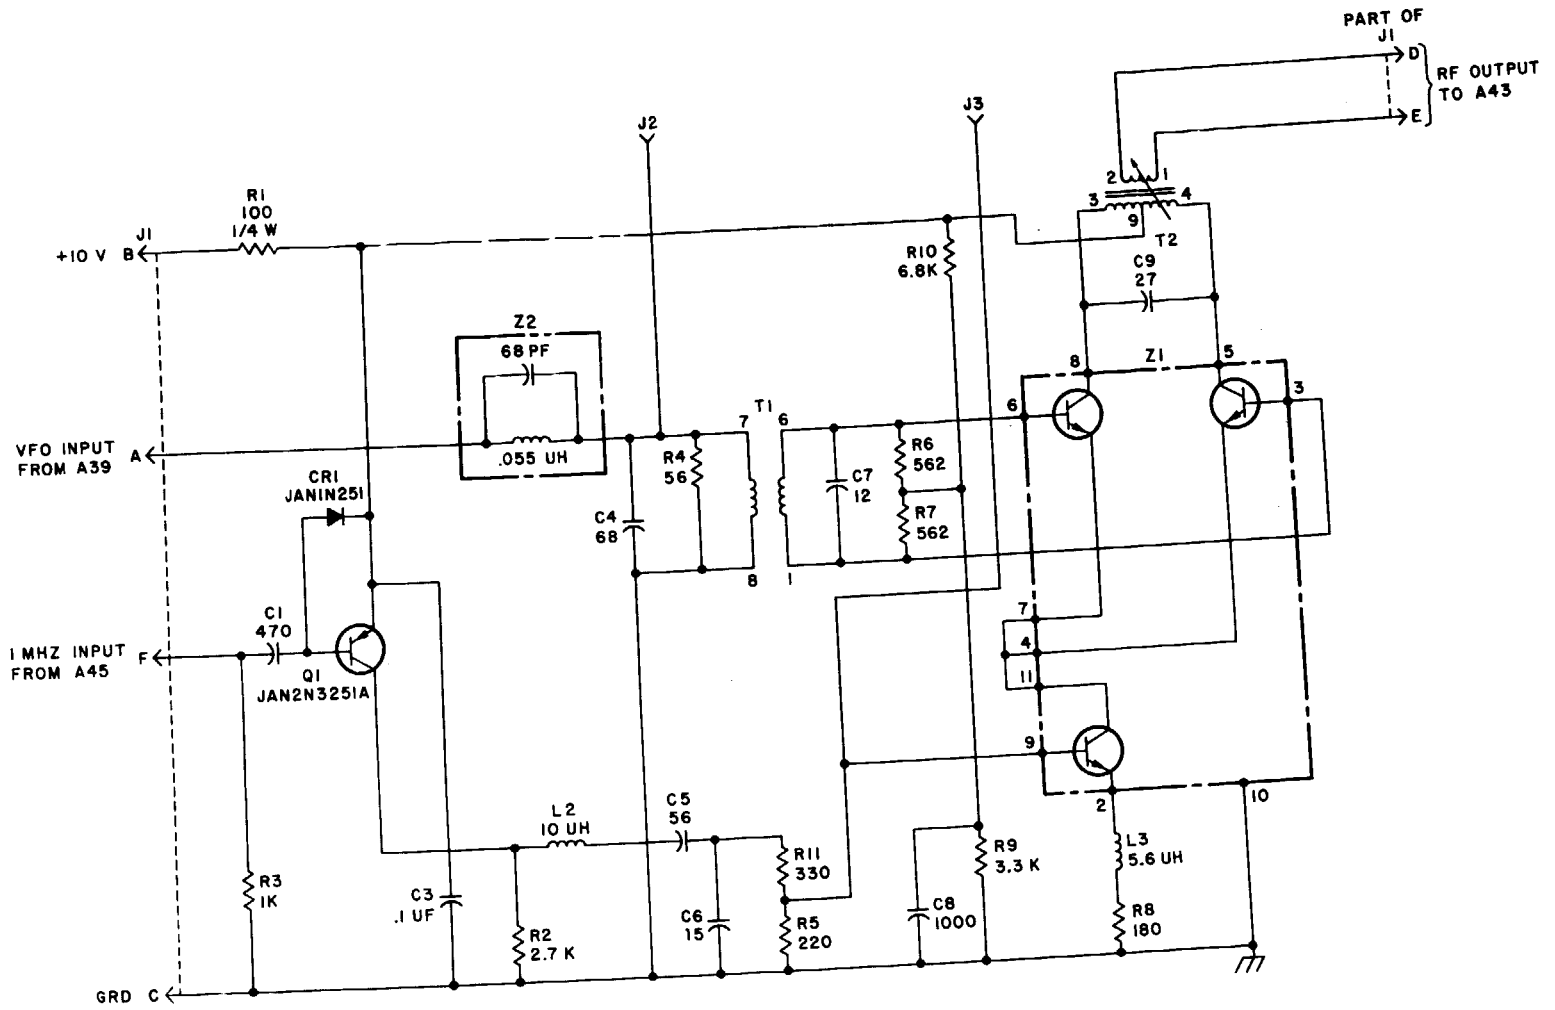 PART OF
J1
D
RF OUTPUT
TO A43
E
J3
J2
2
1
3
4
9
T2
R1
100
1/4 W
J1
+10 V B
R10
6.8K
C9
27
Z2
68 PF
.055 UH
8
Z1
5
3
6
T1
7
6
VFO INPUT
FROM A39
A
R4
56
R6
562
C7
12
R7
562
CR1
JAN1N251
C4
68
8
1
7
4
11
C1
470
1 MHZ INPUT
FROM A45
F
Q1
JAN2N3251A
9
2
10
L2
10 UH
C5
56
R11
330
R9
3.3 K
L3
5.6 UH
R3
1K
C3
.1 UF
R2
2.7 K
C6
15
R5
220
C8
1000
R8
180
GRD C